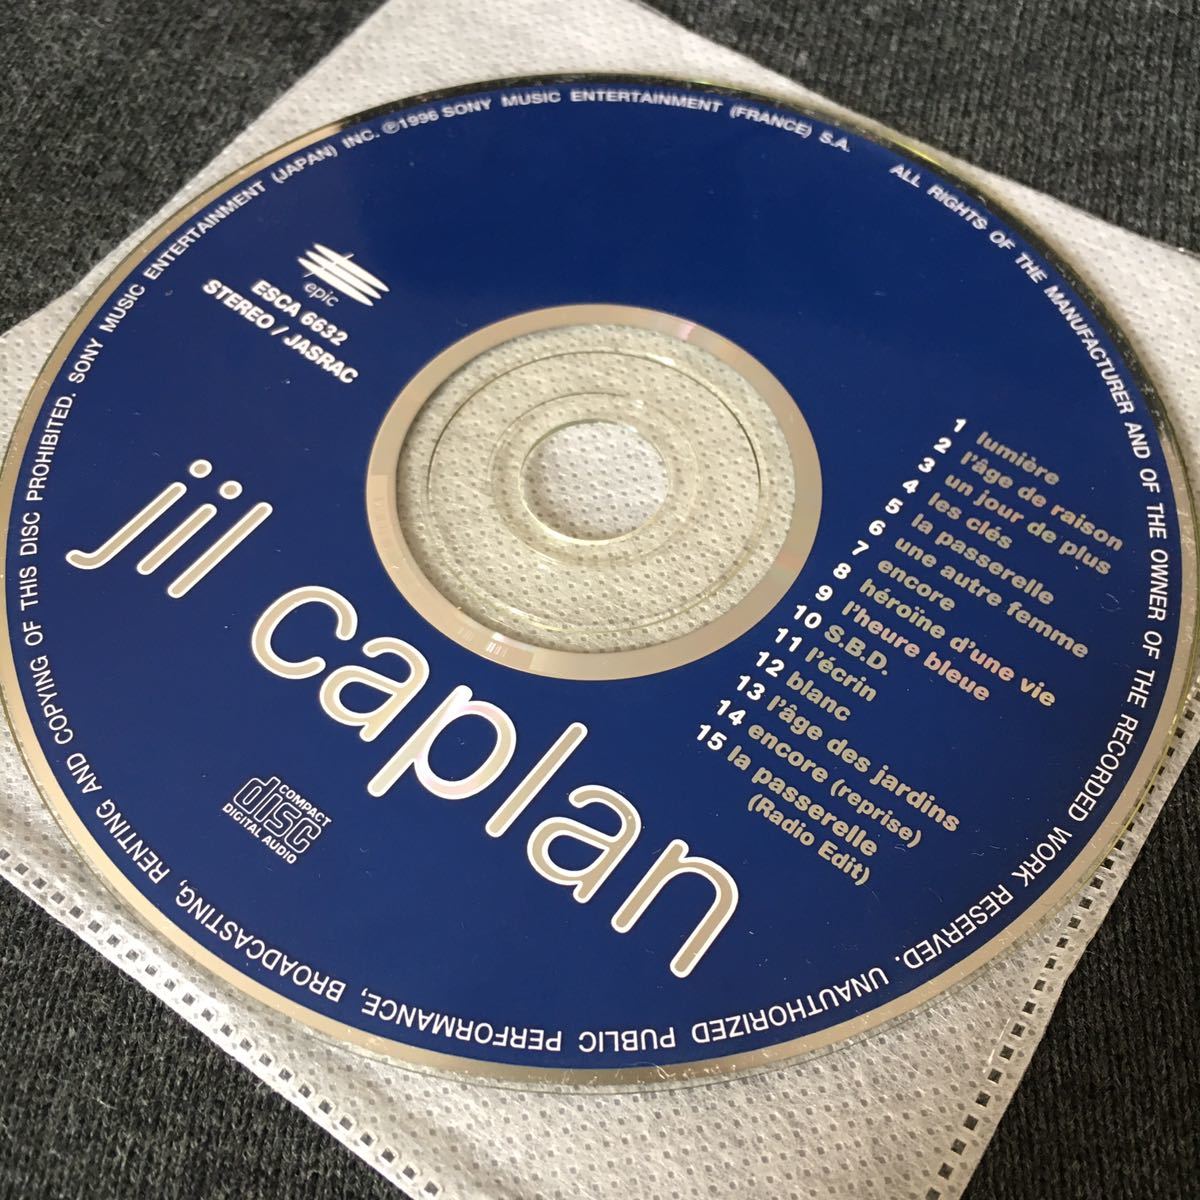 SONY MUSIC ENTERTAINMENT (JAPAN) INC. ℗1996 SONY MUSIC ENTERTAINMENT (FRANCE) S.A.
ALL RIGHTS OF THE MANUFACTURER AND OF THE OWNER OF THE RECORDED WORK RESERVED. UNAUTHORIZED PUBLIC PERFORMANCE, BROADCASTING, RENTING AND COPYING OF THIS DISC PROHIBITED.
epic
ESCA 6632
STEREO / JASRAC
jil caplan
1 lumière
2 l'âge de raison
3 un jour de plus
4 les clés
5 la passerelle
6 une autre femme
7 encore
8 héroïne d'une vie
9 l'heure bleue
10 S.B.D.
11 l'écrin
12 blanc
13 l'âge des jardins
14 encore (reprise)
15 la passerelle
(Radio Edit)
COMPACT
disc
DIGITAL AUDIO